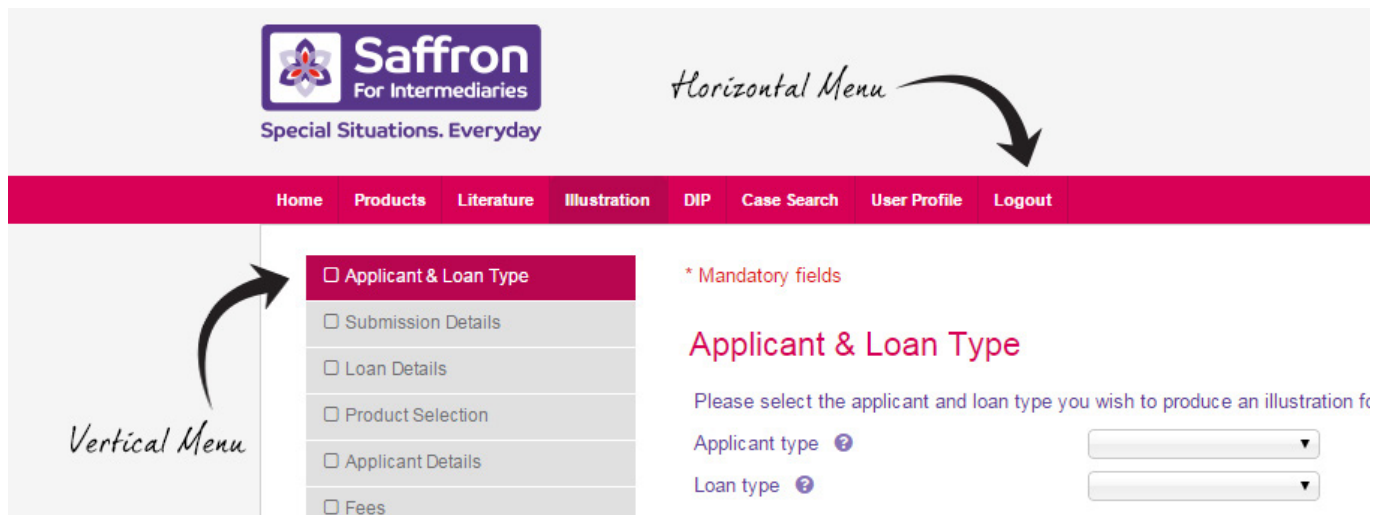 Saffron
For Intermediaries
Special Situations. Everyday
Horizontal Menu
Home Products Literature Illustration DIP Case Search User Profile Logout
Applicant & Loan Type
Submission Details
Loan Details
Product Selection
Applicant Details
Fees
Vertical Menu
* Mandatory fields
Applicant & Loan Type
Please select the applicant and loan type you wish to produce an illustration fo
Applicant type ?
Loan type ?